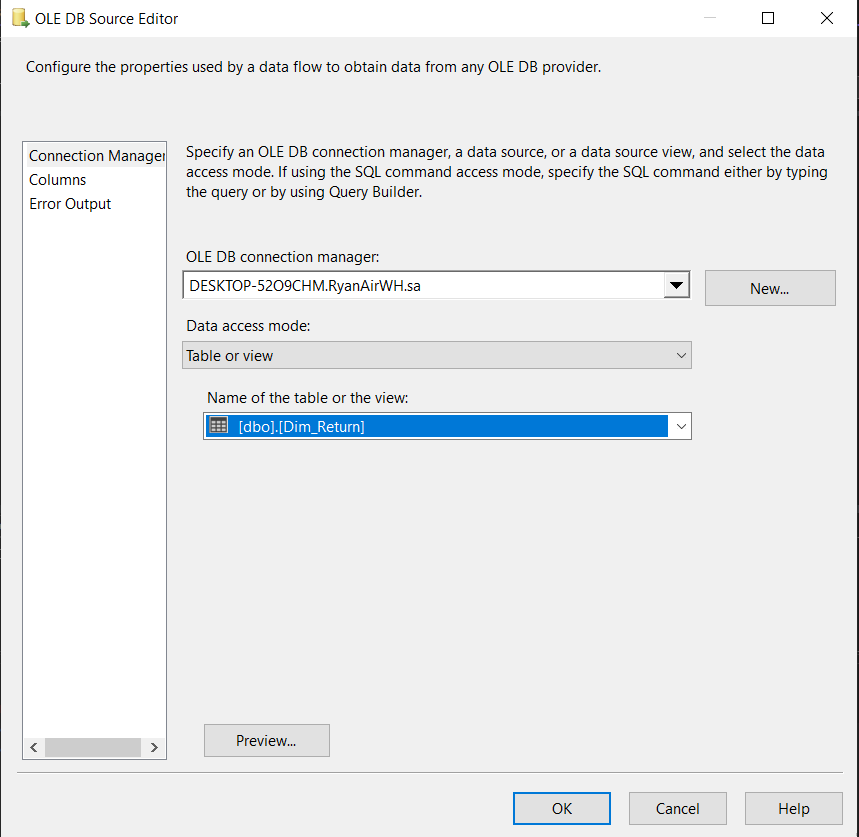 OLE DB Source Editor
Configure the properties used by a data flow to obtain data from any OLE DB provider.
Connection Manager
Columns
Error Output
Specify an OLE DB connection manager, a data source, or a data source view, and select the data
access mode. If using the SQL command access mode, specify the SQL command either by typing
the query or by using Query Builder.
OLE DB connection manager:
DESKTOP-52O9CHM.RyanAirWH.sa
New...
Data access mode:
Table or view
Name of the table or the view:
[dbo].[Dim_Return]
Preview...
OK
Cancel
Help